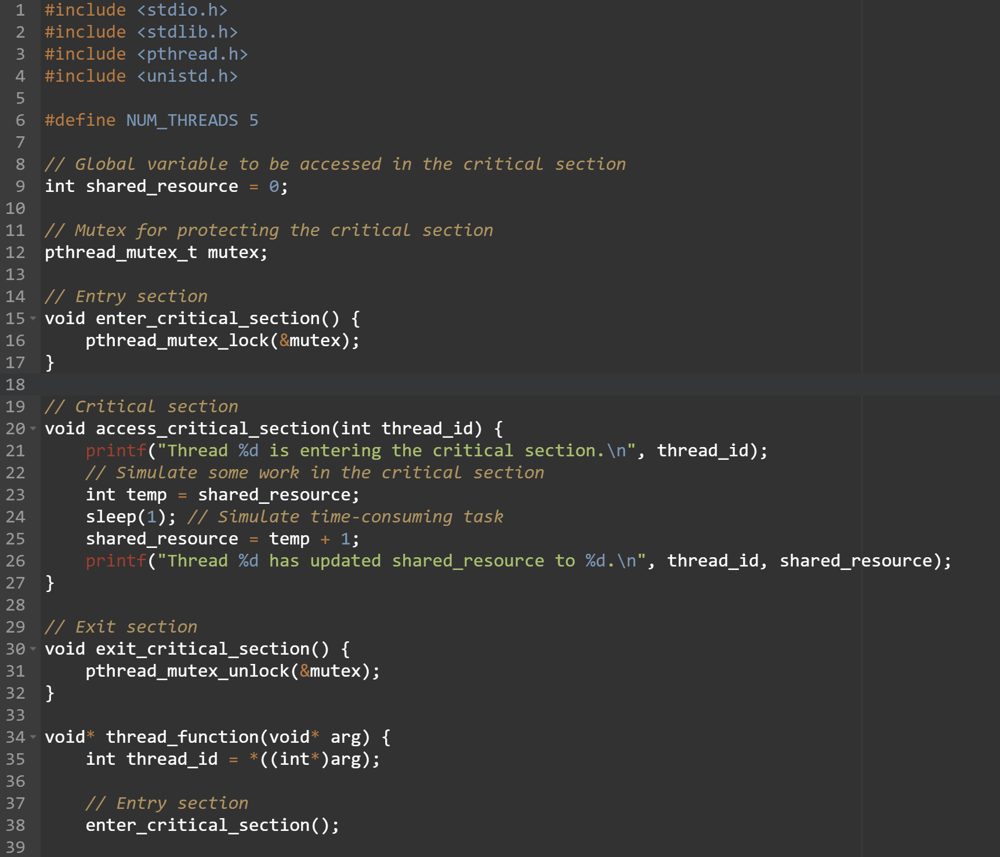 1 #include <stdio.h>
2 #include <stdlib.h>
3 #include <pthread.h>
4 #include <unistd.h>
5
6 #define NUM_THREADS 5
7
8 // Global variable to be accessed in the critical section
9 int shared_resource = 0;
10
11 // Mutex for protecting the critical section
12 pthread_mutex_t mutex;
13
14 // Entry section
15 void enter_critical_section() {
16     pthread_mutex_lock(&mutex);
17 }
18
19 // Critical section
20 void access_critical_section(int thread_id) {
21     printf("Thread %d is entering the critical section.\n", thread_id);
22     // Simulate some work in the critical section
23     int temp = shared_resource;
24     sleep(1); // Simulate time-consuming task
25     shared_resource = temp + 1;
26     printf("Thread %d has updated shared_resource to %d.\n", thread_id, shared_resource);
27 }
28
29 // Exit section
30 void exit_critical_section() {
31     pthread_mutex_unlock(&mutex);
32 }
33
34 void* thread_function(void* arg) {
35     int thread_id = *((int*)arg);
36
37     // Entry section
38     enter_critical_section();
39